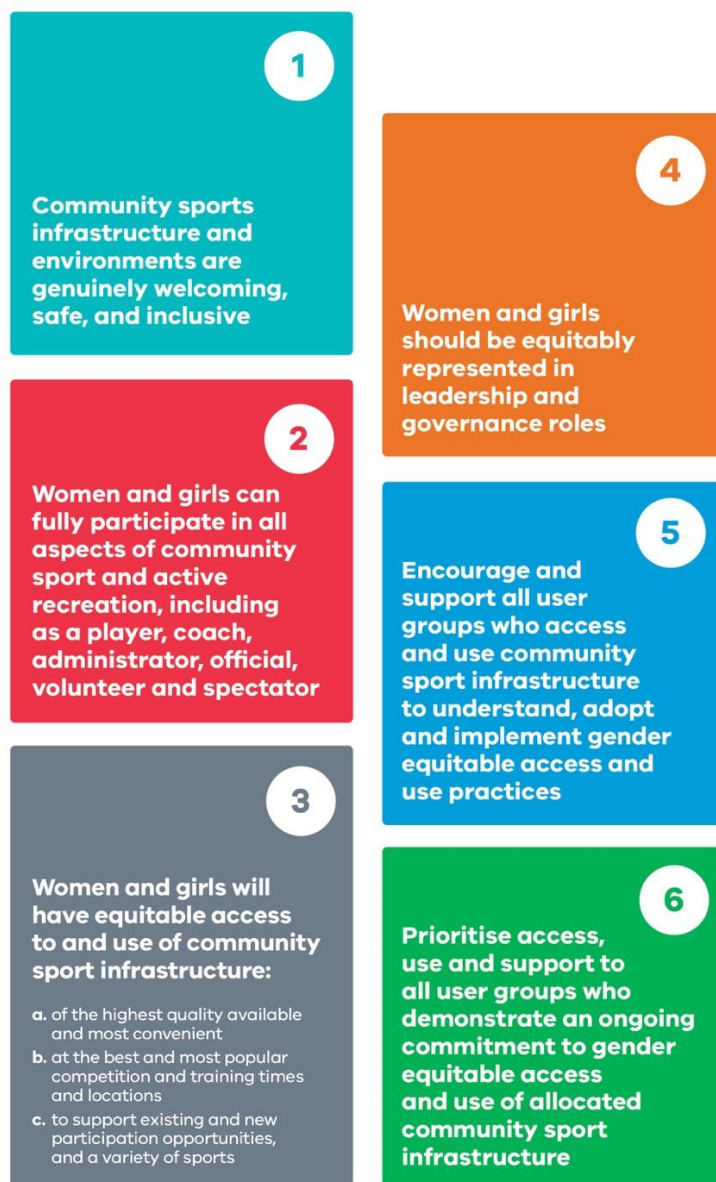 1
Community sports
infrastructure and
environments are
genuinely welcoming,
safe, and inclusive
2
Women and girls can
fully participate in all
aspects of community
sport and active
recreation, including
as a player, coach,
administrator, official,
volunteer and spectator
3
Women and girls will
have equitable access
to and use of community
sport infrastructure:
a. of the highest quality available
and most convenient
b. at the best and most popular
competition and training times
and locations
c. to support existing and new
participation opportunities,
and a variety of sports
4
Women and girls
should be equitably
represented in
leadership and
governance roles
5
Encourage and
support all user
groups who access
and use community
sport infrastructure
to understand, adopt
and implement gender
equitable access and
use practices
6
Prioritise access,
use and support to
all user groups who
demonstrate an ongoing
commitment to gender
equitable access
and use of allocated
community sport
infrastructure